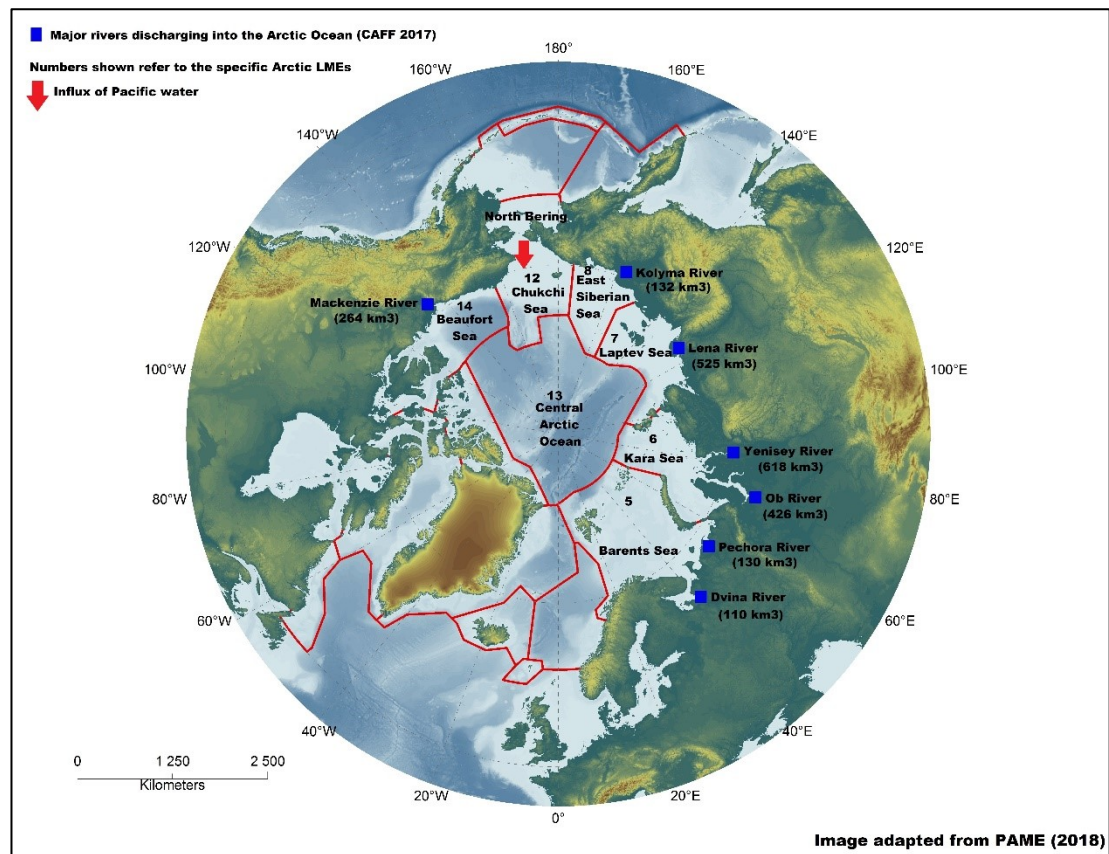 Major rivers discharging into the Arctic Ocean (CAFF 2017)
Numbers shown refer to the specific Arctic LMEs
Influx of Pacific water
180°
160°W
160°E
140°W
140°E
120°W
120°E
100°W
100°E
80°W
80°E
60°W
60°E
40°W
40°E
20°W
20°E
0°
North Bering
12
Chukchi
Sea
8
East
Siberian
Sea
Kolyma River
(132 km3)
Mackenzie River
(264 km3)
14
Beaufort
Sea
7
Laptev Sea
Lena River
(525 km3)
13
Central
Arctic
Ocean
6
Kara Sea
Yenisey River
(618 km3)
Ob River
(426 km3)
5
Barents Sea
Pechora River
(130 km3)
Dvina River
(110 km3)
0 1 250 2 500
Kilometers
Image adapted from PAME (2018)